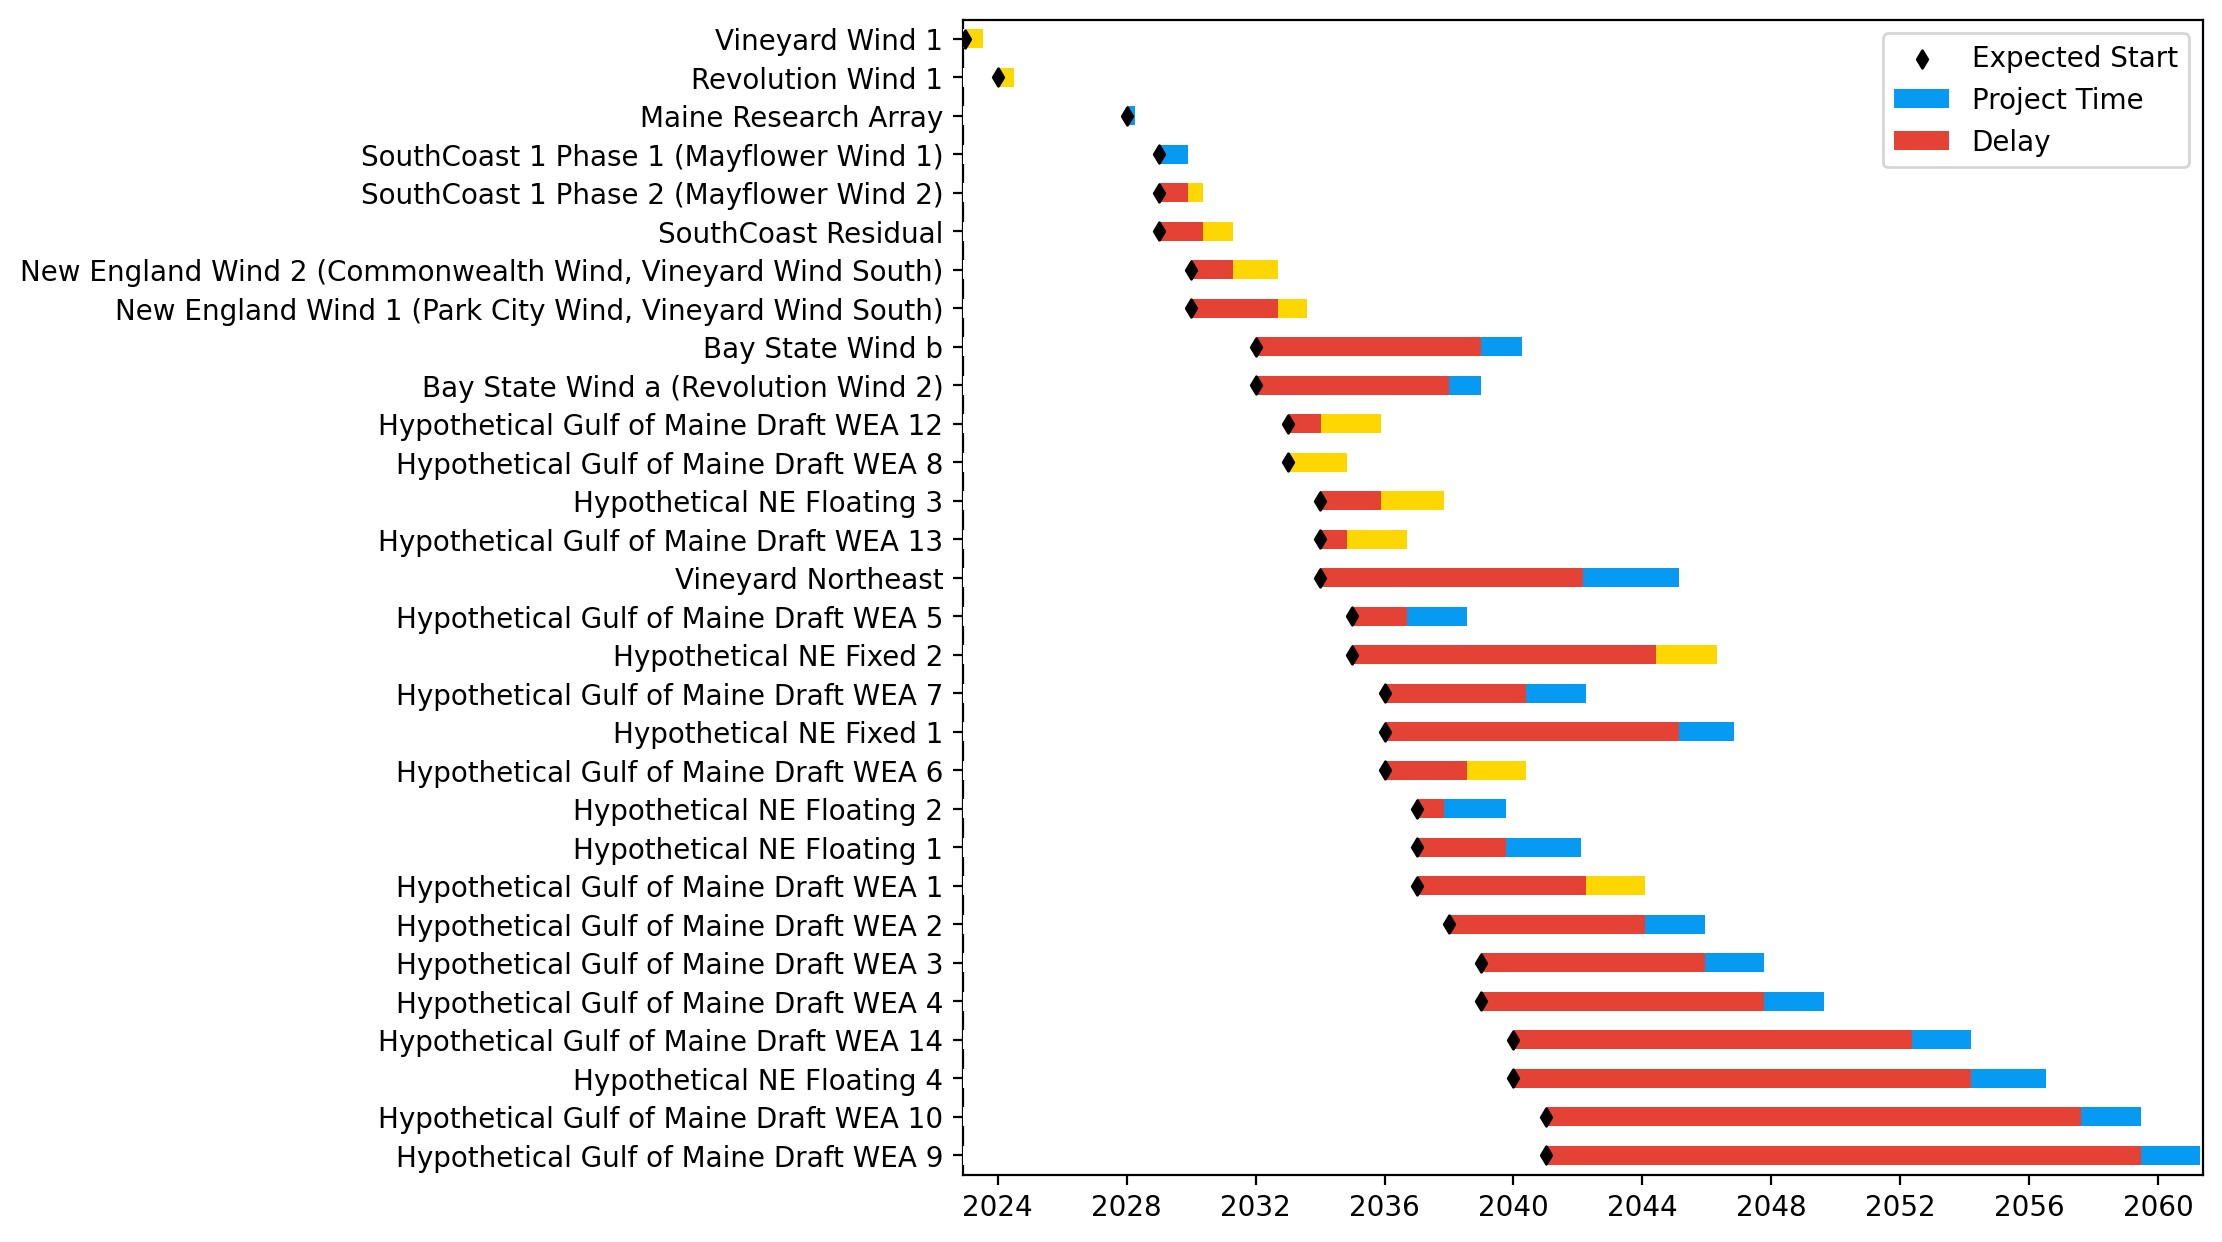 Vineyard Wind 1
Revolution Wind 1
Maine Research Array
SouthCoast 1 Phase 1 (Mayflower Wind 1)
SouthCoast 1 Phase 2 (Mayflower Wind 2)
SouthCoast Residual
New England Wind 2 (Commonwealth Wind, Vineyard Wind South)
New England Wind 1 (Park City Wind, Vineyard Wind South)
Bay State Wind b
Bay State Wind a (Revolution Wind 2)
Hypothetical Gulf of Maine Draft WEA 12
Hypothetical Gulf of Maine Draft WEA 8
Hypothetical NE Floating 3
Hypothetical Gulf of Maine Draft WEA 13
Vineyard Northeast
Hypothetical Gulf of Maine Draft WEA 5
Hypothetical NE Fixed 2
Hypothetical Gulf of Maine Draft WEA 7
Hypothetical NE Fixed 1
Hypothetical Gulf of Maine Draft WEA 6
Hypothetical NE Floating 2
Hypothetical NE Floating 1
Hypothetical Gulf of Maine Draft WEA 1
Hypothetical Gulf of Maine Draft WEA 2
Hypothetical Gulf of Maine Draft WEA 3
Hypothetical Gulf of Maine Draft WEA 4
Hypothetical Gulf of Maine Draft WEA 14
Hypothetical NE Floating 4
Hypothetical Gulf of Maine Draft WEA 10
Hypothetical Gulf of Maine Draft WEA 9
Expected Start
Project Time
Delay
2024 2028 2032 2036 2040 2044 2048 2052 2056 2060